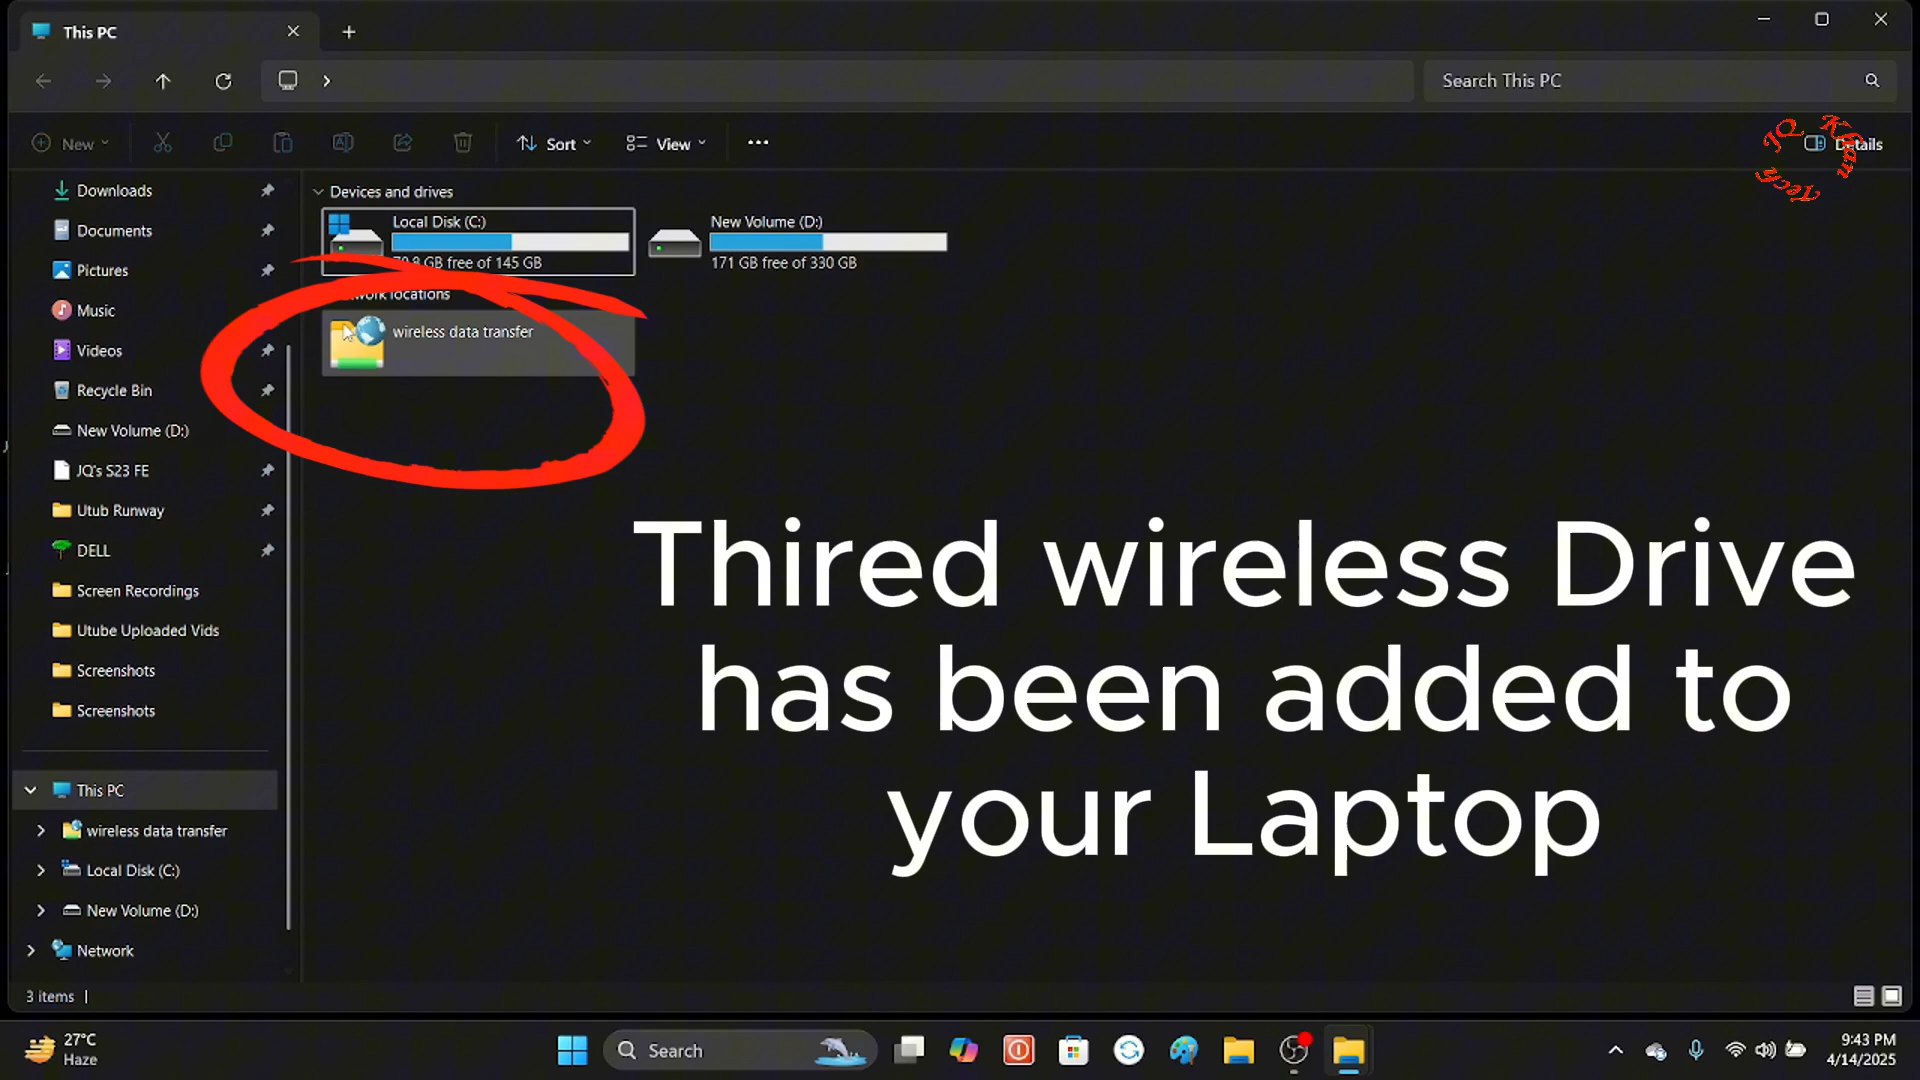 This PC
Search This PC
New
Sort
View
Details
JQ Khan Tech
Downloads
Documents
Pictures
Music
Videos
Recycle Bin
New Volume (D:)
JQ's S23 FE
Utub Runway
DELL
Screen Recordings
Utube Uploaded Vids
Screenshots
Screenshots
This PC
wireless data transfer
Local Disk (C:)
New Volume (D:)
Network
3 items
Devices and drives
Local Disk (C:)
GB free of 145 GB
New Volume (D:)
171 GB free of 330 GB
locations
wireless data transfer
Thired wireless Drive
has been added to
your Laptop
27°C
Haze
Search
9:43 PM
4/14/2025